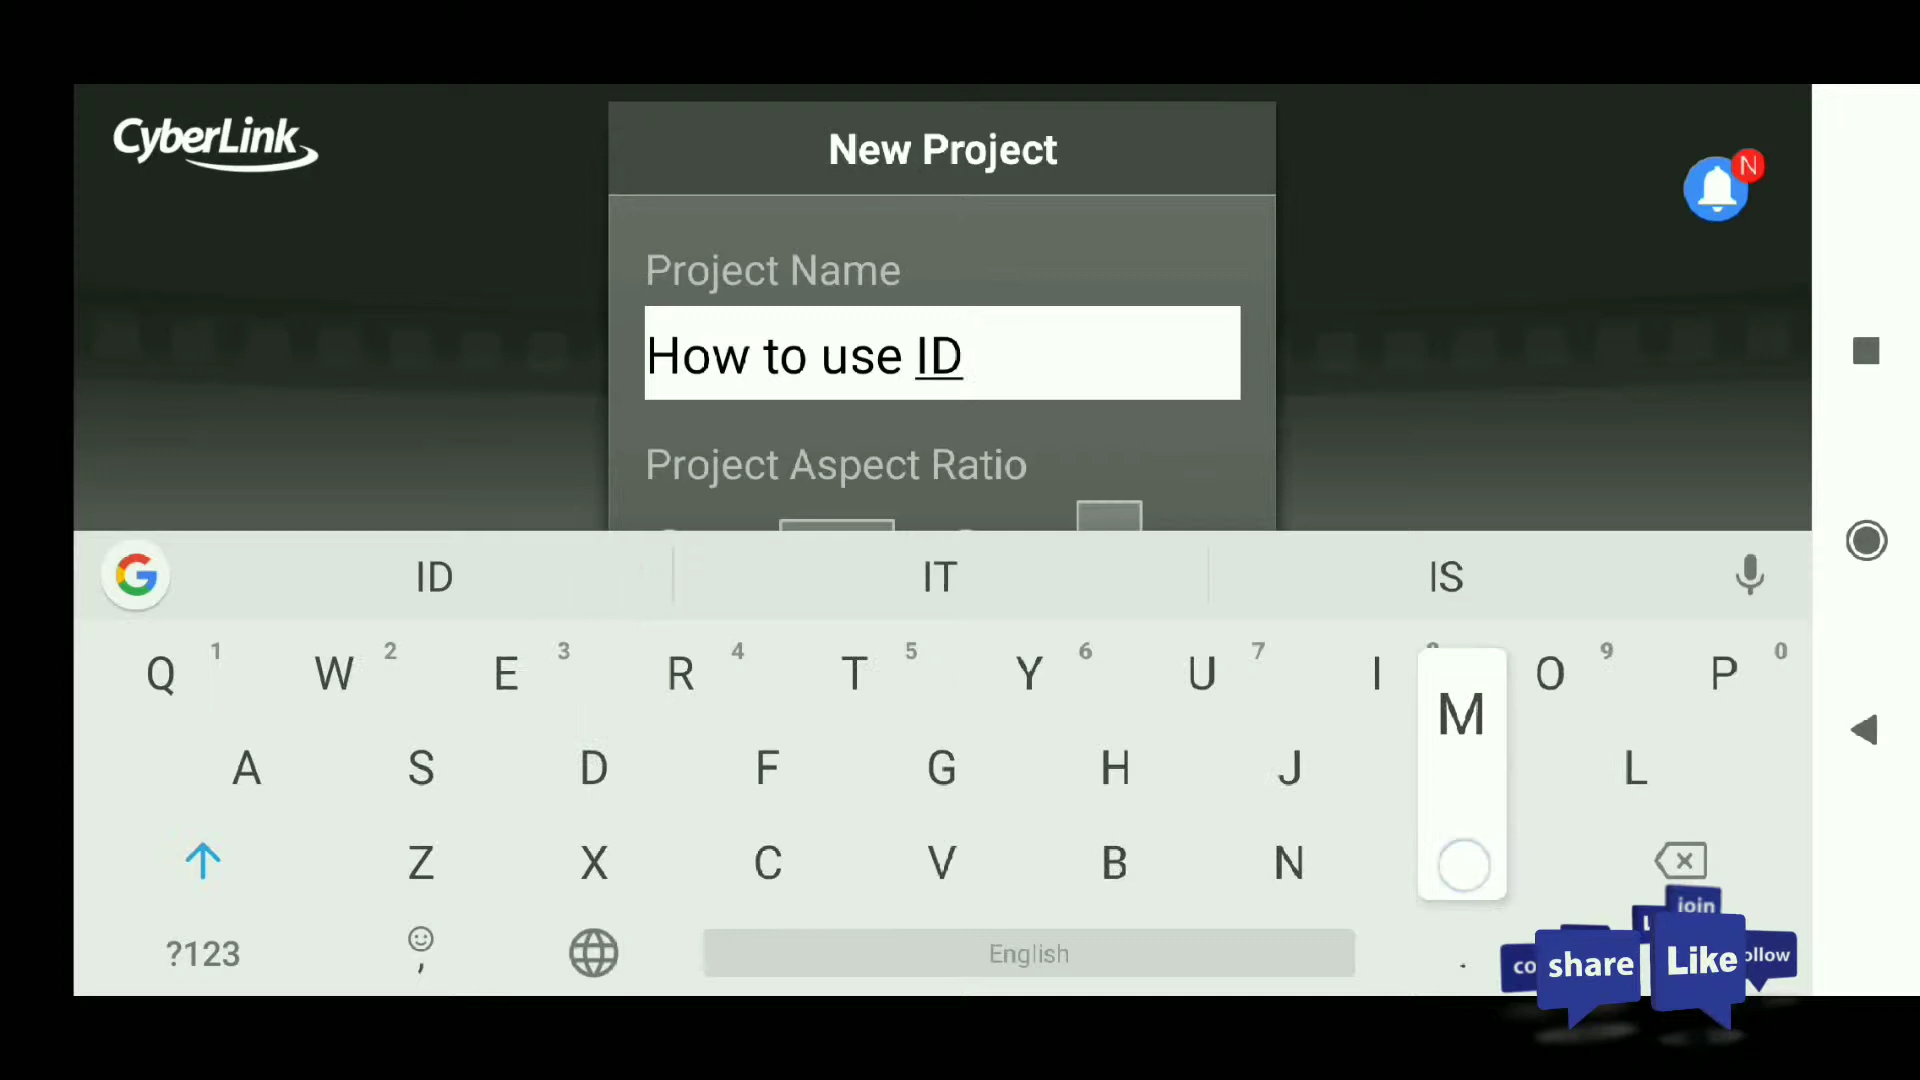 CyberLink
New Project
N
Project Name
How to use ID
Project Aspect Ratio
ID IT IS
Q 1 W 2 E 3 R 4 T 5 Y 6 U 7 I O 9 P 0
A S D F G H J L
M
Z X C V B N
?123 , English .
join
share Like